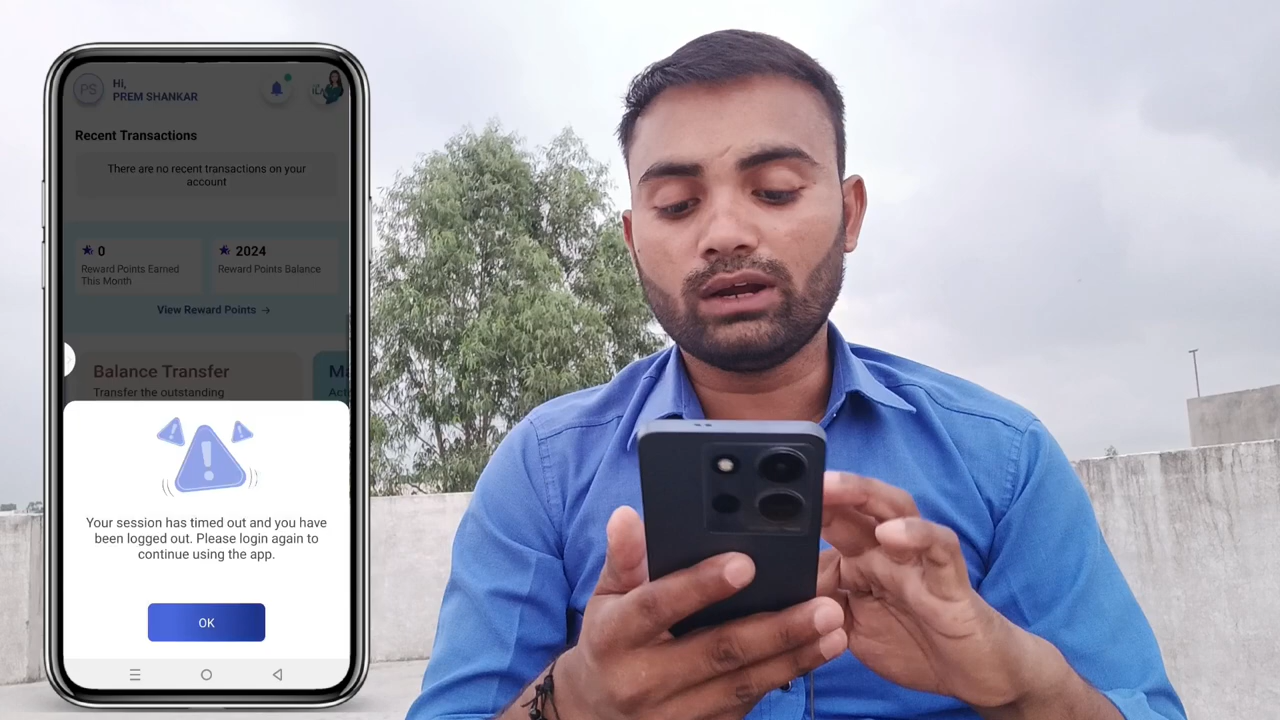 PS
Hi,
PREM SHANKAR
ILA
Recent Transactions
There are no recent transactions on your
account
0
2024
Reward Points Earned
This Month
Reward Points Balance
View Reward Points →
Balance Transfer
Transfer the outstanding
Your session has timed out and you have
been logged out. Please login again to
continue using the app.
OK